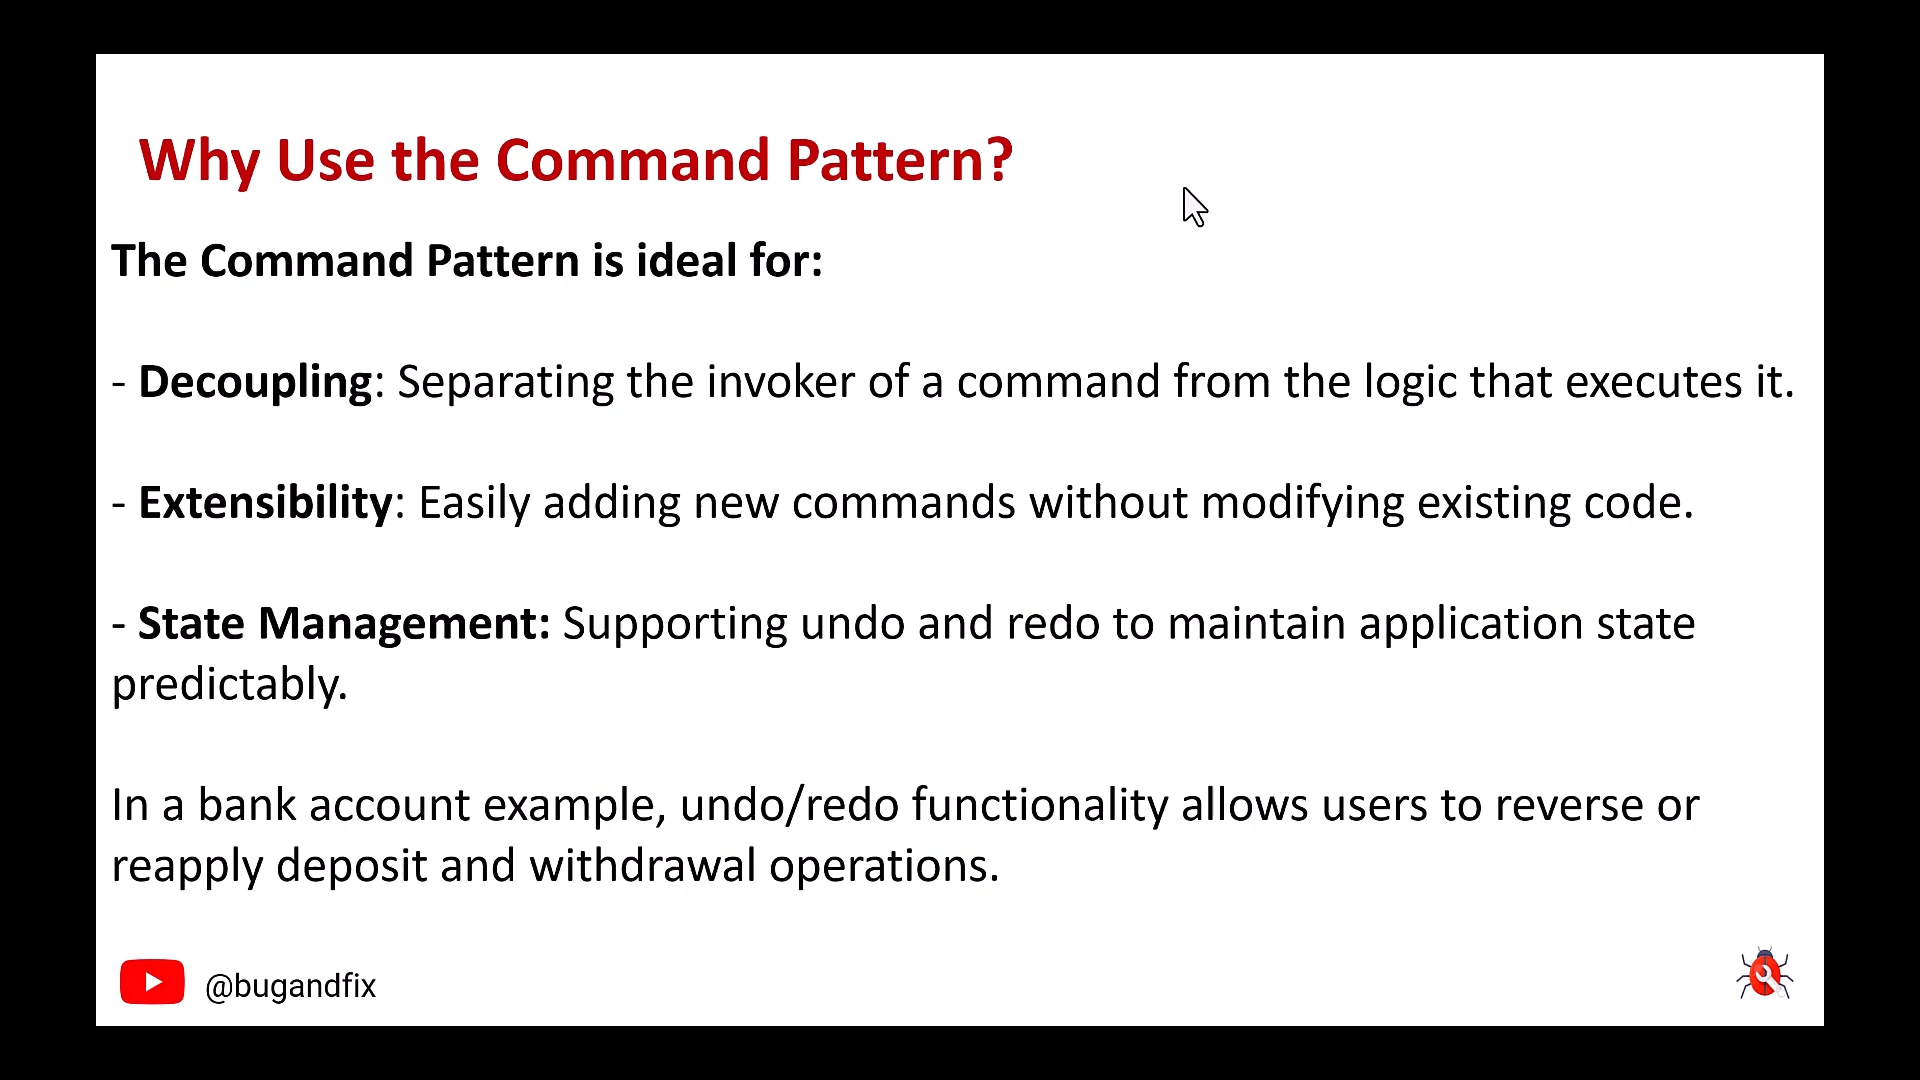 Why Use the Command Pattern?
The Command Pattern is ideal for:
- Decoupling: Separating the invoker of a command from the logic that executes it.
- Extensibility: Easily adding new commands without modifying existing code.
- State Management: Supporting undo and redo to maintain application state
predictably.
In a bank account example, undo/redo functionality allows users to reverse or
reapply deposit and withdrawal operations.
@bugandfix